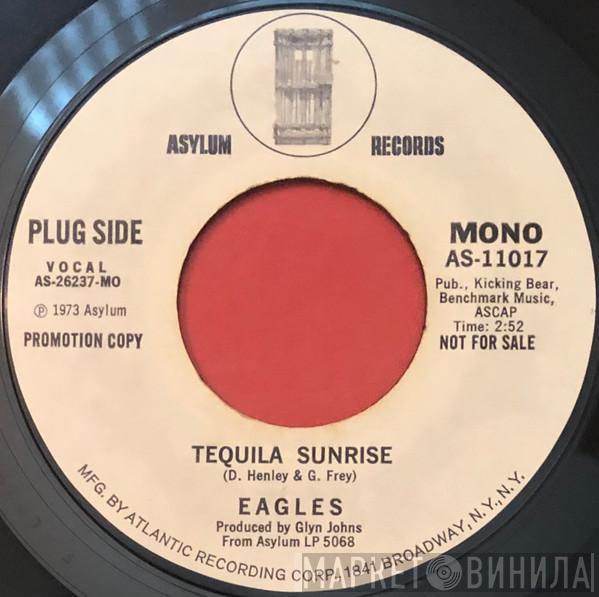 ASYLUM RECORDS
PLUG SIDE
VOCAL
AS-26237-MO
℗ 1973 Asylum
PROMOTION COPY
MONO
AS-11017
Pub., Kicking Bear,
Benchmark Music,
ASCAP
Time: 2:52
NOT FOR SALE
TEQUILA SUNRISE
(D. Henley & G. Frey)
EAGLES
Produced by Glyn Johns
From Asylum LP 5068
MFG. BY ATLANTIC RECORDING CORP., 1841 BROADWAY, N.Y., N.Y.
МАРКЕТ ВИНИЛА